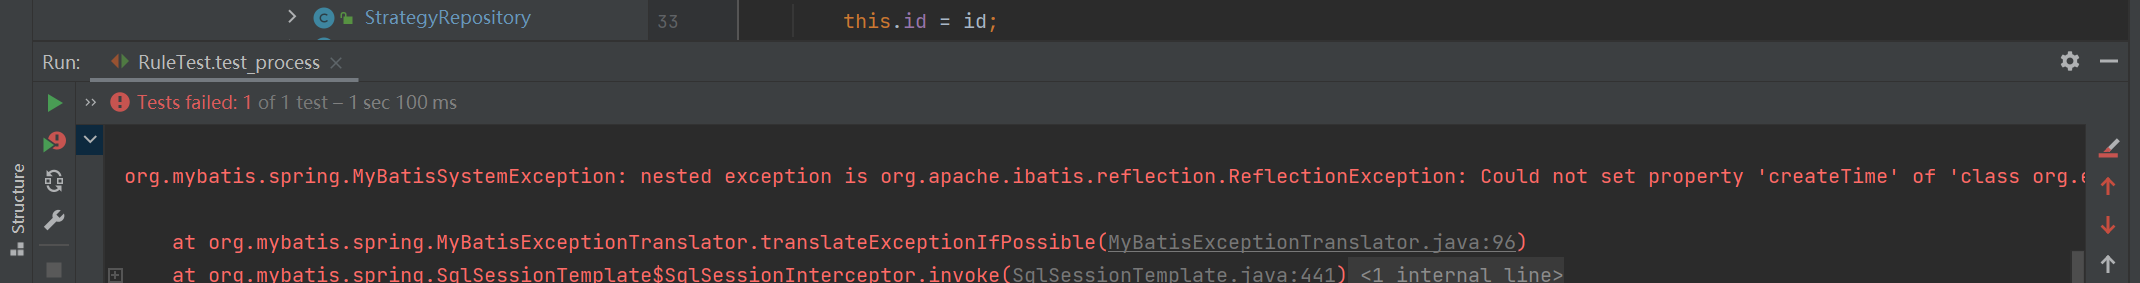 StrategyRepository
33 this.id = id;
Run: RuleTest.test_process
Tests failed: 1 of 1 test – 1 sec 100 ms
org.mybatis.spring.MyBatisSystemException: nested exception is org.apache.ibatis.reflection.ReflectionException: Could not set property 'createTime' of 'class org.
at org.mybatis.spring.MyBatisExceptionTranslator.translateExceptionIfPossible(MyBatisExceptionTranslator.java:96)
at org.mybatis.spring.SqlSessionTemplate$SqlSessionInterceptor.invoke(SqlSessionTemplate.java:441) <1 internal line>
Structure